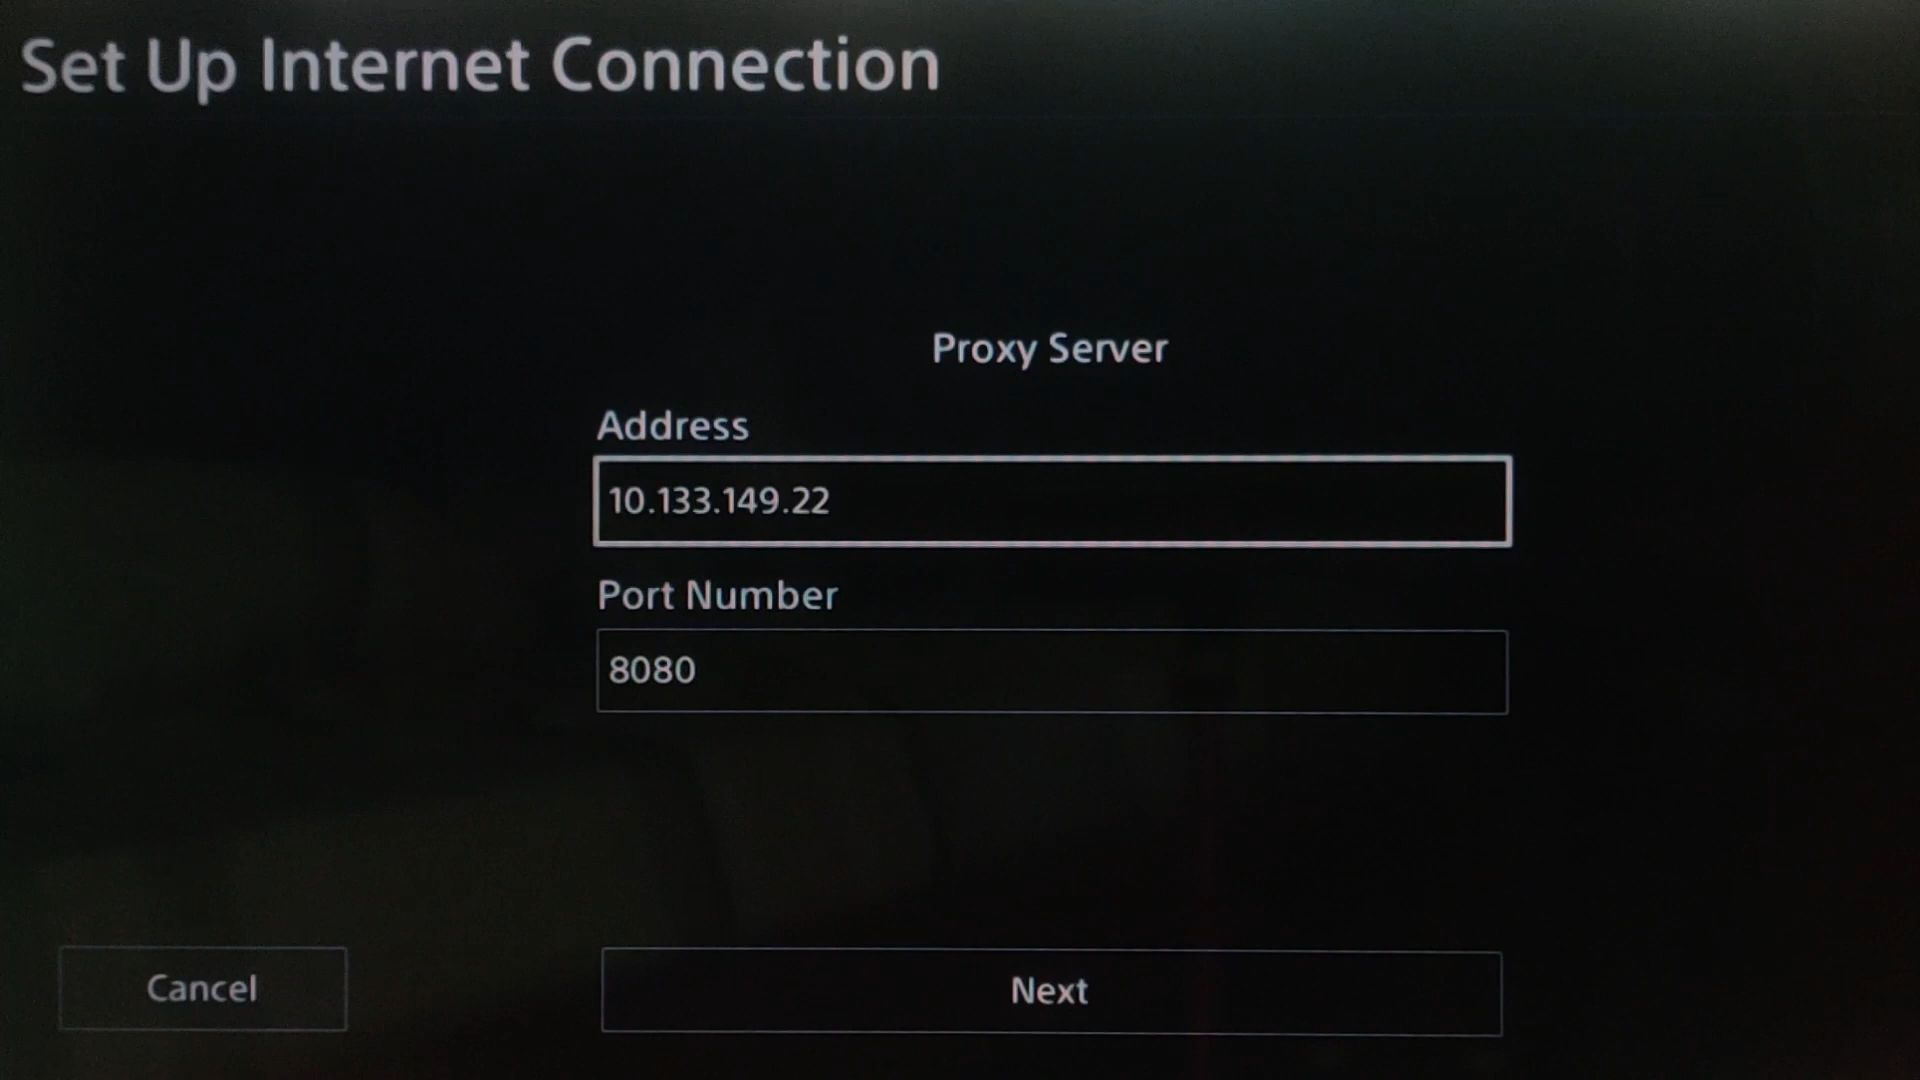 Set Up Internet Connection
Proxy Server
Address
10.133.149.22
Port Number
8080
Cancel
Next